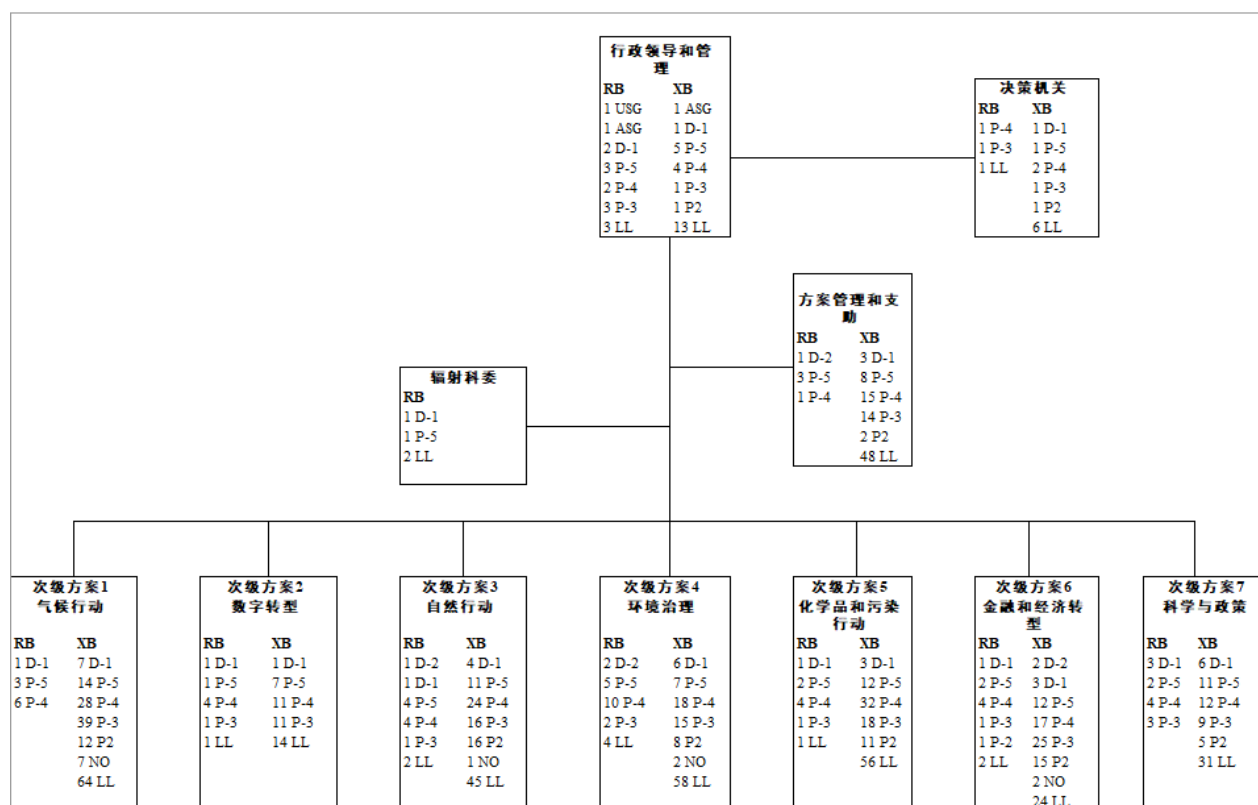 行政领导和管
理
RB XB
1 USG 1 ASG
1 ASG 1 D-1
2 D-1 5 P-5
3 P-5 4 P-4
2 P-4 1 P-3
3 P-3 1 P2
3 LL 13 LL
决策机关
RB XB
1 P-4 1 D-1
1 P-3 1 P-5
1 LL 2 P-4
1 P-3
1 P2
6 LL
方案管理和支
助
RB XB
1 D-2 3 D-1
3 P-5 8 P-5
1 P-4 15 P-4
14 P-3
2 P2
48 LL
辐射科委
RB
1 D-1
1 P-5
2 LL
次级方案1
气候行动
RB XB
1 D-1 7 D-1
3 P-5 14 P-5
6 P-4 28 P-4
39 P-3
12 P2
7 NO
64 LL
次级方案2
数字转型
RB XB
1 D-1 1 D-1
1 P-5 7 P-5
4 P-4 11 P-4
1 P-3 11 P-3
1 LL 14 LL
次级方案3
自然行动
RB XB
1 D-2 4 D-1
1 D-1 11 P-5
4 P-5 24 P-4
4 P-4 16 P-3
1 P-3 16 P2
2 LL 1 NO
45 LL
次级方案4
环境治理
RB XB
2 D-2 6 D-1
5 P-5 7 P-5
10 P-4 18 P-4
2 P-3 15 P-3
4 LL 8 P2
2 NO
58 LL
次级方案5
化学品和污染
行动
RB XB
1 D-1 3 D-1
2 P-5 12 P-5
4 P-4 32 P-4
1 P-3 18 P-3
1 LL 11 P2
56 LL
次级方案6
金融和经济转
型
RB XB
1 D-1 2 D-2
2 P-5 3 D-1
4 P-4 12 P-5
1 P-3 17 P-4
1 P-2 25 P-3
2 LL 15 P2
2 NO
24 LL
次级方案7
科学与政策
RB XB
3 D-1 6 D-1
2 P-5 11 P-5
4 P-4 12 P-4
3 P-3 9 P-3
5 P2
31 LL